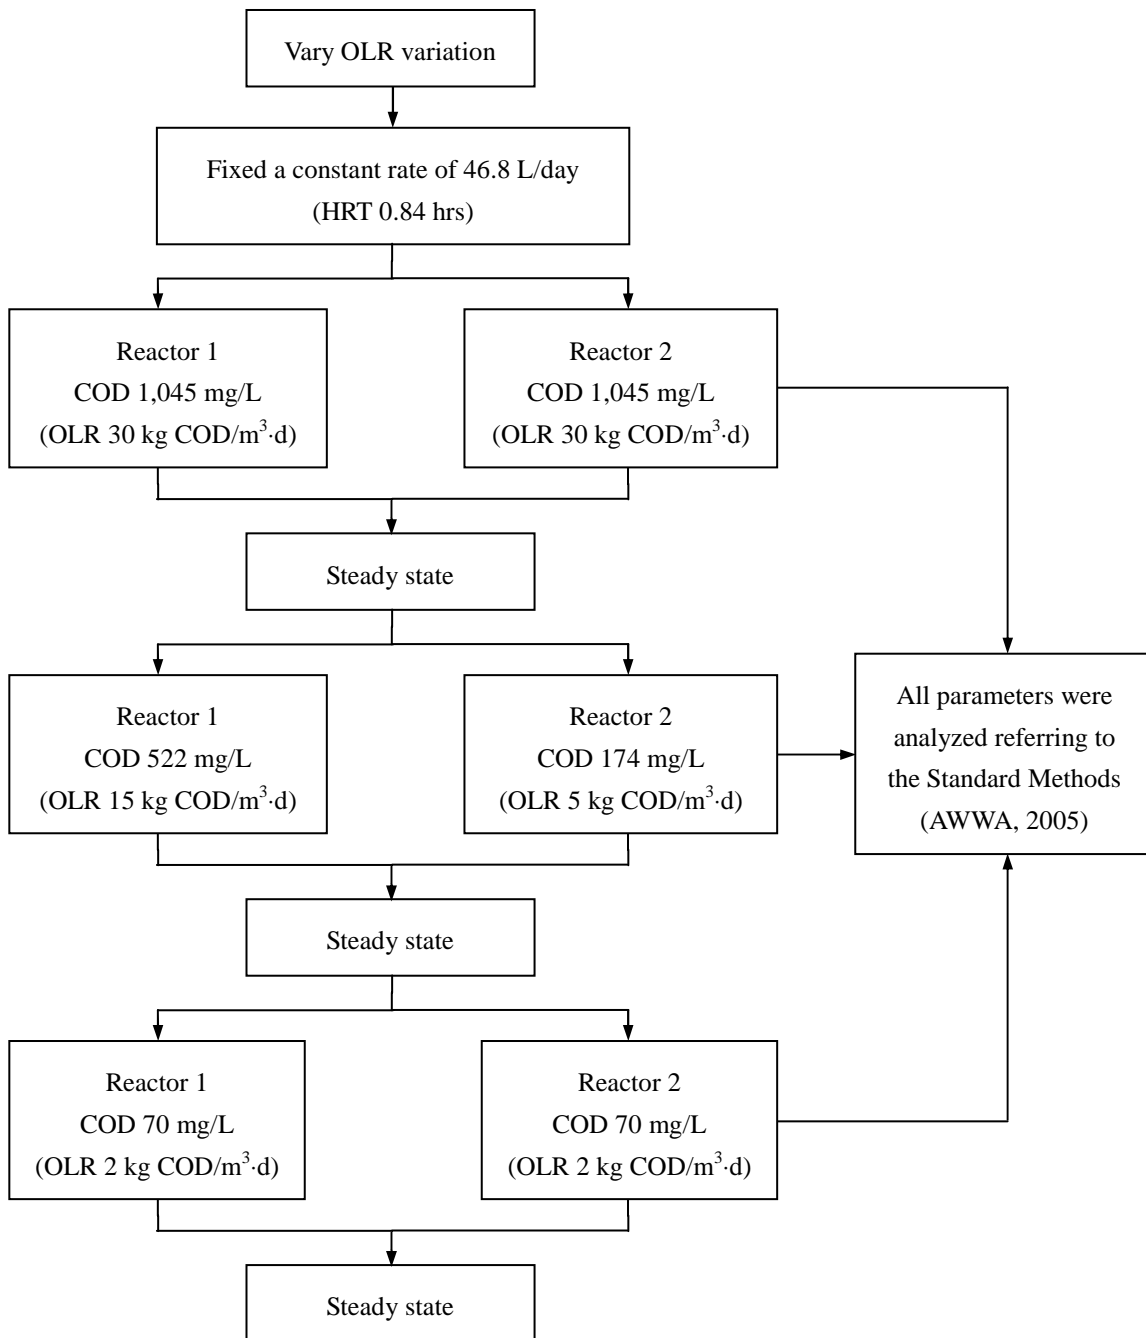 Vary OLR variation
Fixed a constant rate of 46.8 L/day
(HRT 0.84 hrs)
Reactor 1
COD 1,045 mg/L
(OLR 30 kg COD/m³·d)
Reactor 2
COD 1,045 mg/L
(OLR 30 kg COD/m³·d)
Steady state
Reactor 1
COD 522 mg/L
(OLR 15 kg COD/m³·d)
Reactor 2
COD 174 mg/L
(OLR 5 kg COD/m³·d)
All parameters were
analyzed referring to
the Standard Methods
(AWWA, 2005)
Steady state
Reactor 1
COD 70 mg/L
(OLR 2 kg COD/m³·d)
Reactor 2
COD 70 mg/L
(OLR 2 kg COD/m³·d)
Steady state